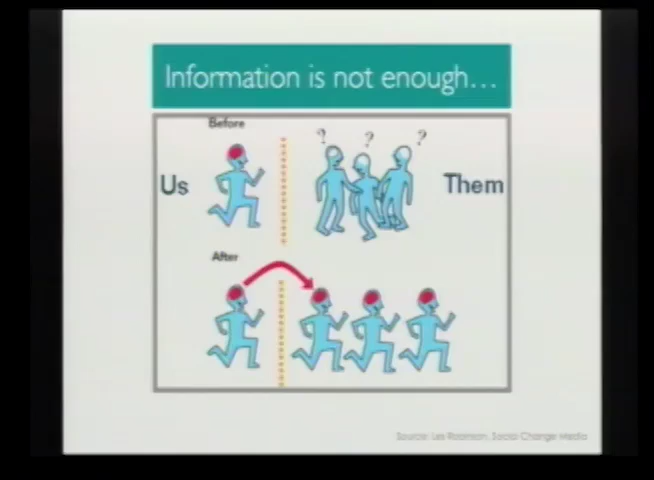 Information is not enough...
Before
? ? ?
Us
Them
After
Source: Les Robinson, Social Change Media